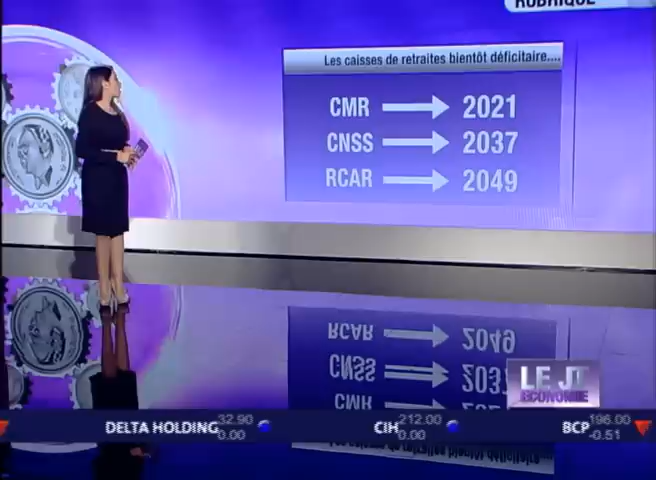 RUBRIQUE
Les caisses de retraites bientôt déficitaire....
CMR 2021
CNSS 2037
RCAR 2049
LE JT
ECONOMIE
DELTA HOLDING 32.90 0.00 CIH 212.00 0.00 BCP 196.00 -0.51